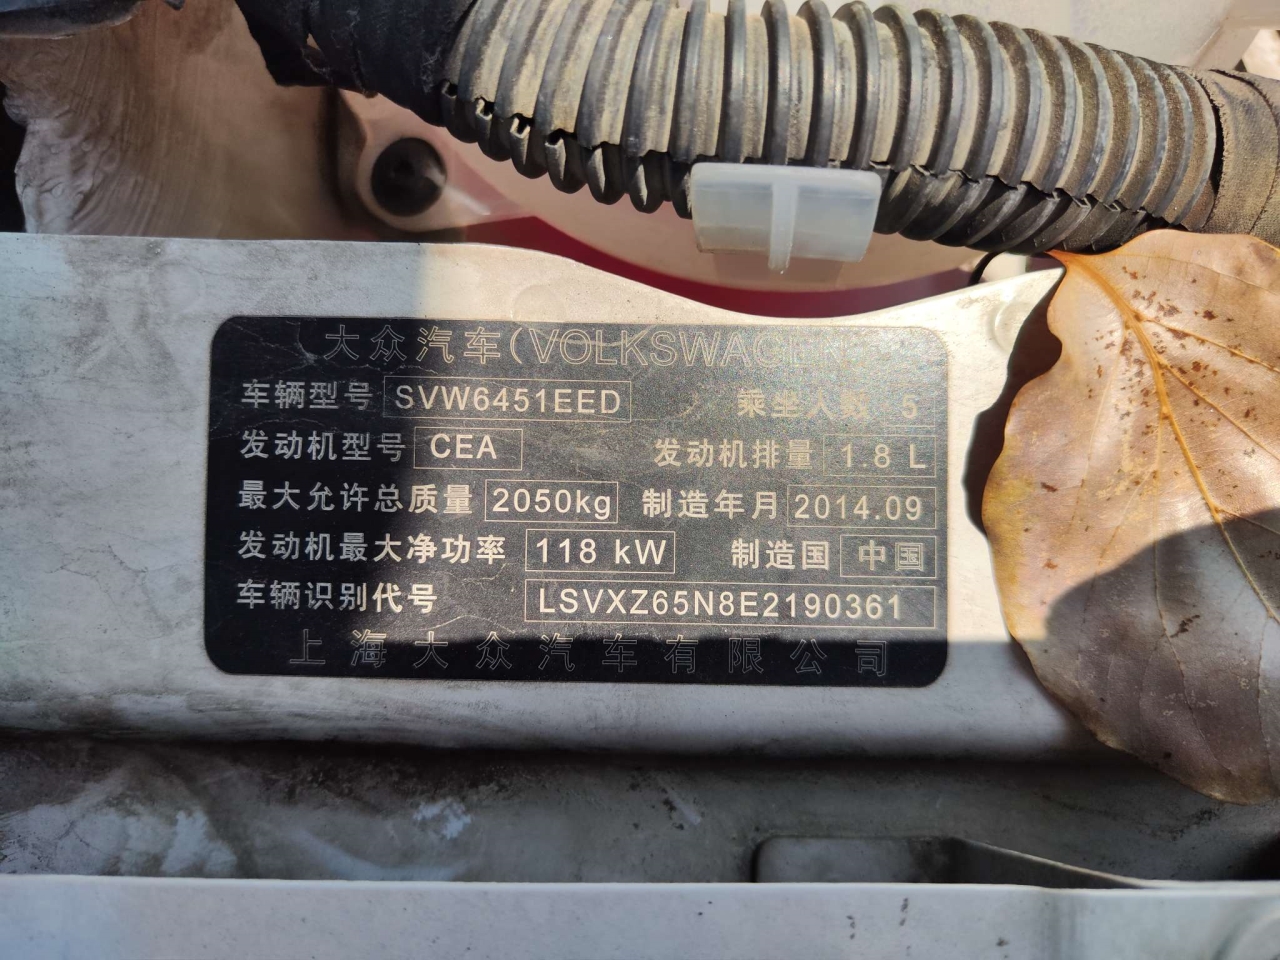 大众汽车(VOLKSWAGEN)
车辆型号 SVW6451EED 乘坐人数 5
发动机型号 CEA 发动机排量 1.8 L
最大允许总质量 2050kg 制造年月 2014.09
发动机最大净功率 118 kW 制造国 中国
车辆识别代号 LSVXZ65N8E2190361
上海大众汽车有限公司